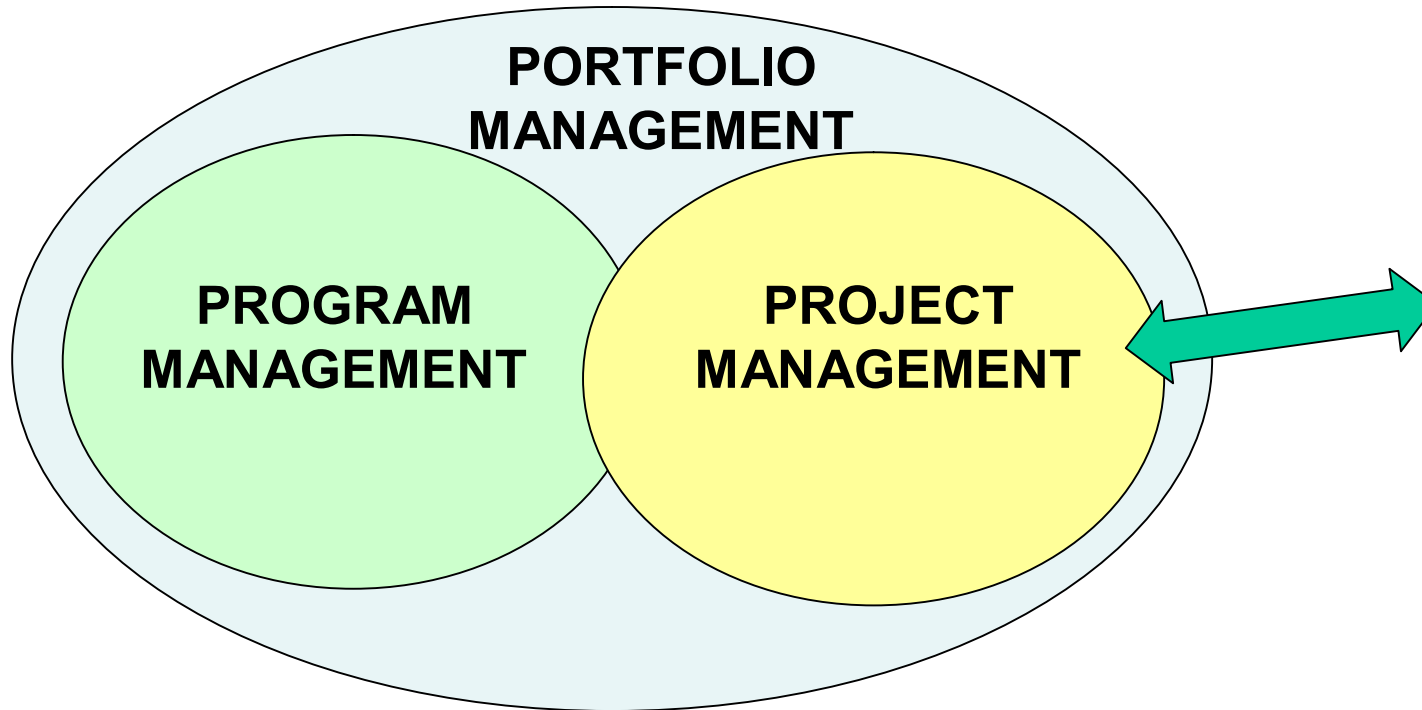 PORTFOLIO
MANAGEMENT
PROGRAM
MANAGEMENT
PROJECT
MANAGEMENT